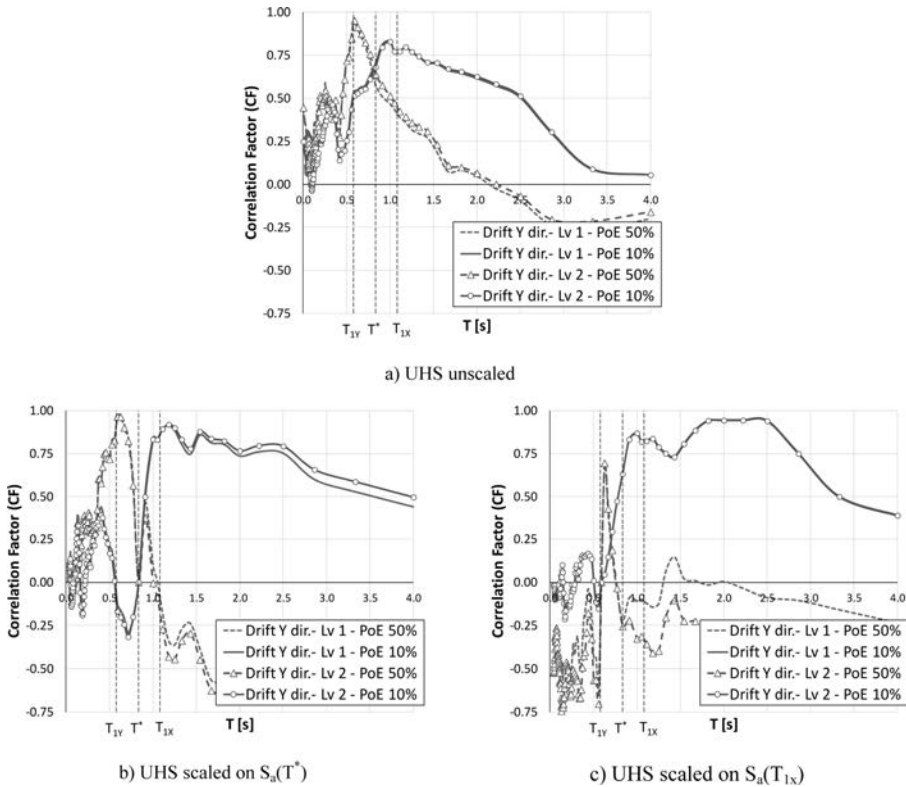 1.00
0.75
0.50
0.25
0.00
-0.25
-0.50
-0.75
Correlation Factor (CF)
0.0 0.5 1.0 1.5 2.0 2.5 3.0 3.5 4.0
Drift Y dir.- Lv 1 - PoE 50%
Drift Y dir.- Lv 1 - PoE 10%
Drift Y dir.- Lv 2 - PoE 50%
Drift Y dir.- Lv 2 - PoE 10%
T1Y T* T1X T [s]
a) UHS unscaled
1.00
0.75
0.50
0.25
0.00
-0.25
-0.50
-0.75
Correlation Factor (CF)
0.0 0.5 1.0 1.5 2.0 2.5 3.0 3.5 4.0
Drift Y dir.- Lv 1 - PoE 50%
Drift Y dir.- Lv 1 - PoE 10%
Drift Y dir.- Lv 2 - PoE 50%
Drift Y dir.- Lv 2 - PoE 10%
T1Y T* T1X T [s]
b) UHS scaled on Sa(T*)
1.00
0.75
0.50
0.25
0.00
-0.25
-0.50
-0.75
Correlation Factor (CF)
0.0 0.5 1.0 1.5 2.0 2.5 3.0 3.5 4.0
Drift Y dir.- Lv 1 - PoE 50%
Drift Y dir.- Lv 1 - PoE 10%
Drift Y dir.- Lv 2 - PoE 50%
Drift Y dir.- Lv 2 - PoE 10%
T1Y T* T1X T [s]
c) UHS scaled on Sa(T1x)